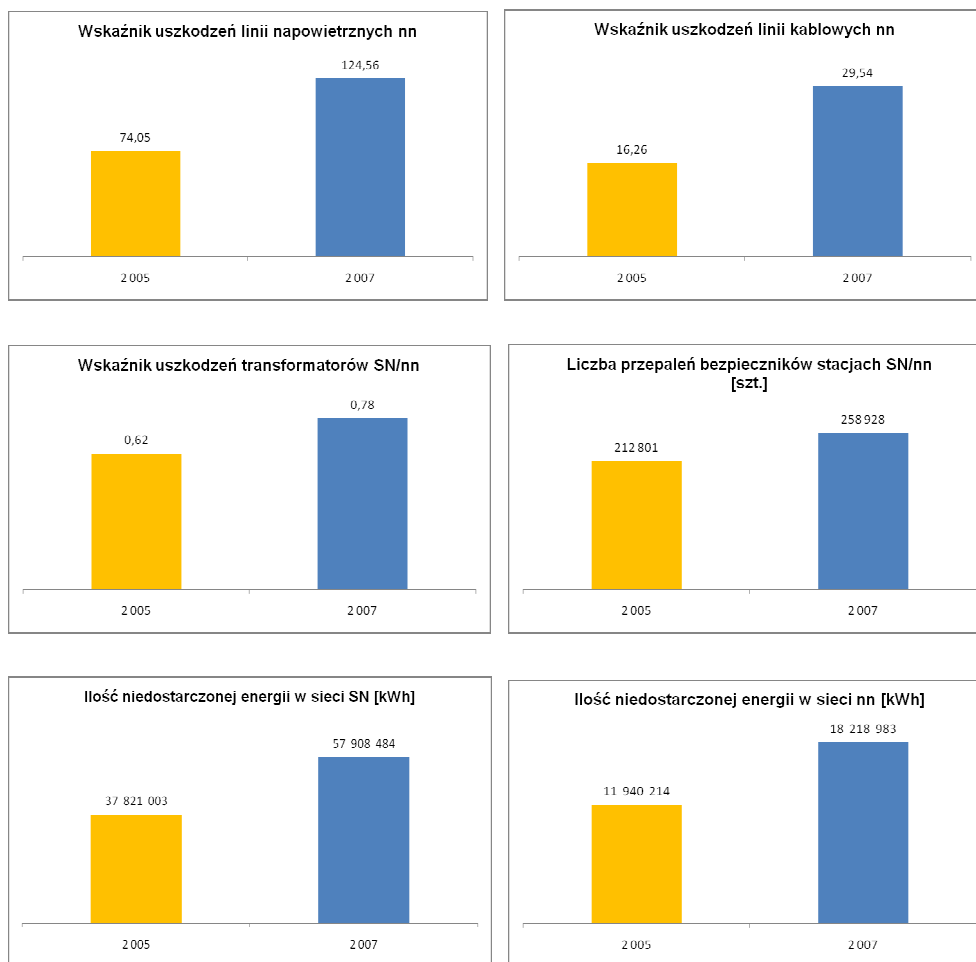 Wskaźnik uszkodzeń linii napowietrznych nn
124,56
74,05
2005
2007
Wskaźnik uszkodzeń linii kablowych nn
29,54
16,26
2005
2007
Wskaźnik uszkodzeń transformatorów SN/nn
0,78
0,62
2005
2007
Liczba przepaleń bezpieczników stacjach SN/nn
[szt.]
258 928
212 801
2005
2007
Ilość niedostarczonej energii w sieci SN [kWh]
57 908 484
37 821 003
2005
2007
Ilość niedostarczonej energii w sieci nn [kWh]
18 218 983
11 940 214
2005
2007